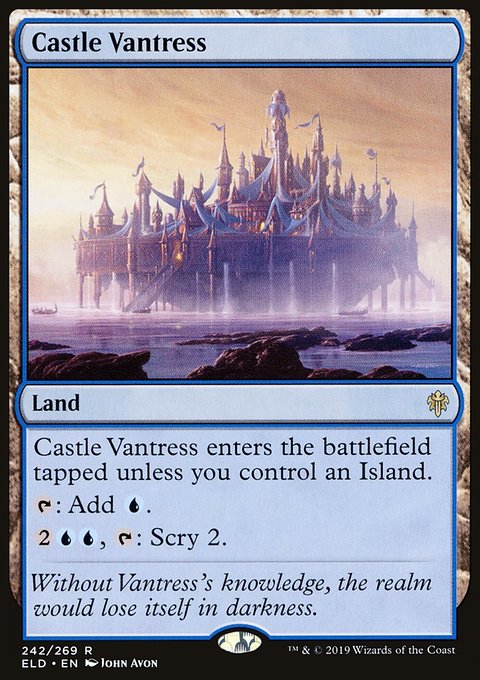 Castle Vantress
Land
Castle Vantress enters the battlefield
tapped unless you control an Island.
: Add .
2, : Scry 2.
Without Vantress's knowledge, the realm
would lose itself in darkness.
242/269 R
ELD • EN John Avon
™ & © 2019 Wizards of the Coast